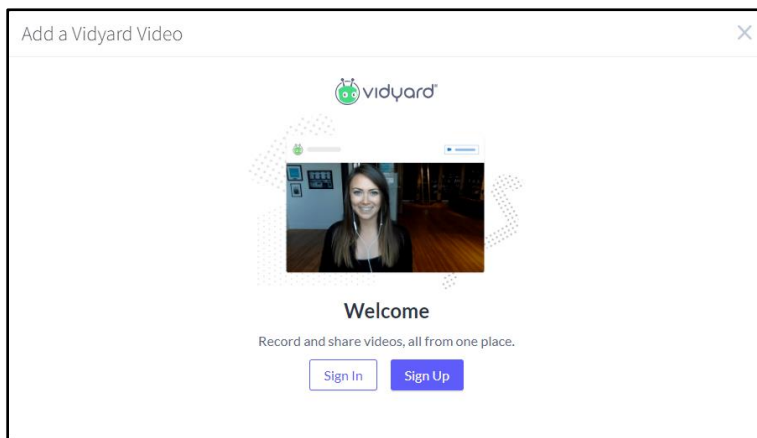 Add a Vidyard Video
vidyard
Welcome
Record and share videos, all from one place.
Sign In
Sign Up